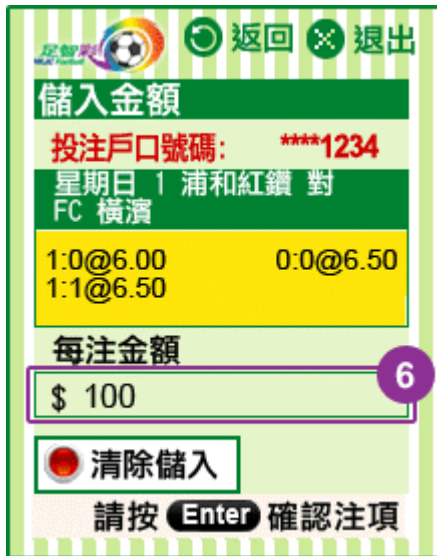 足智彩 返回 退出
儲入金額
投注戶口號碼: ****1234
星期日 1 浦和紅鑽 對
FC 橫濱
1:0@6.00 0:0@6.50
1:1@6.50
每注金額
6
$ 100
清除儲入
請按 Enter 確認注項